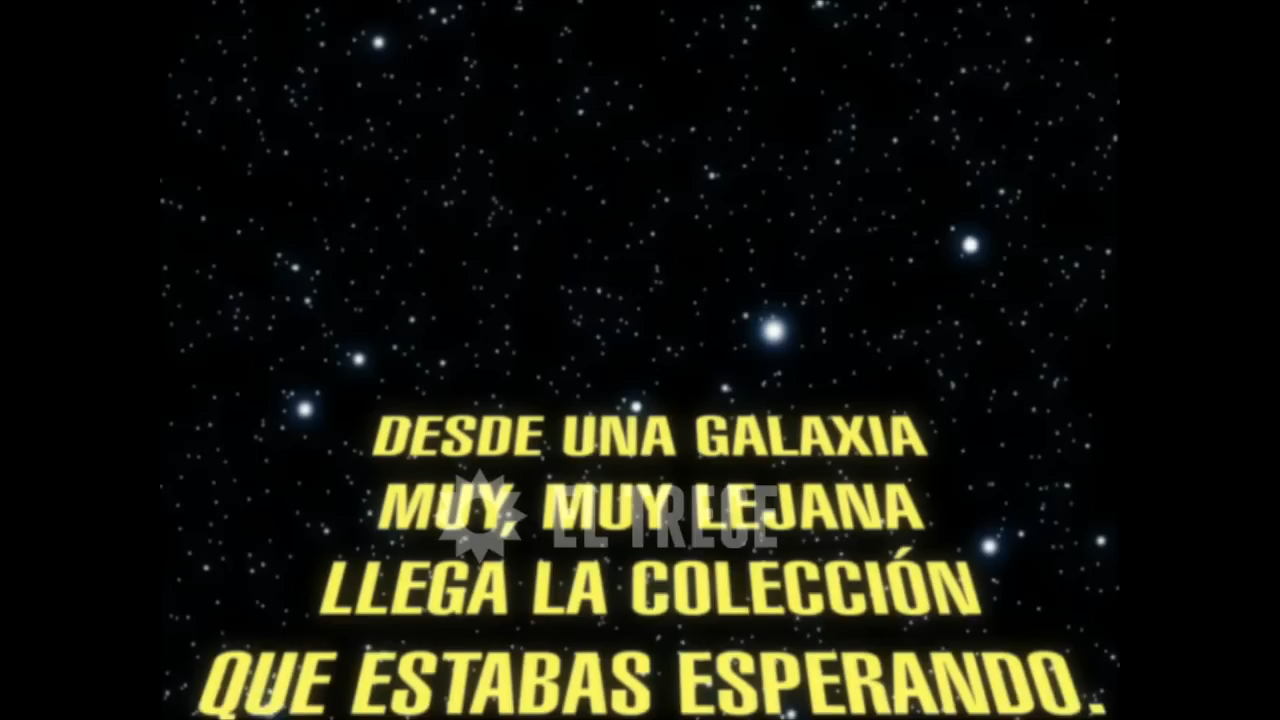 DESDE UNA GALAXIA
MUY, MUY LEJANA
EL TRECE
LLEGA LA COLECCIÓN
QUE ESTABAS ESPERANDO.